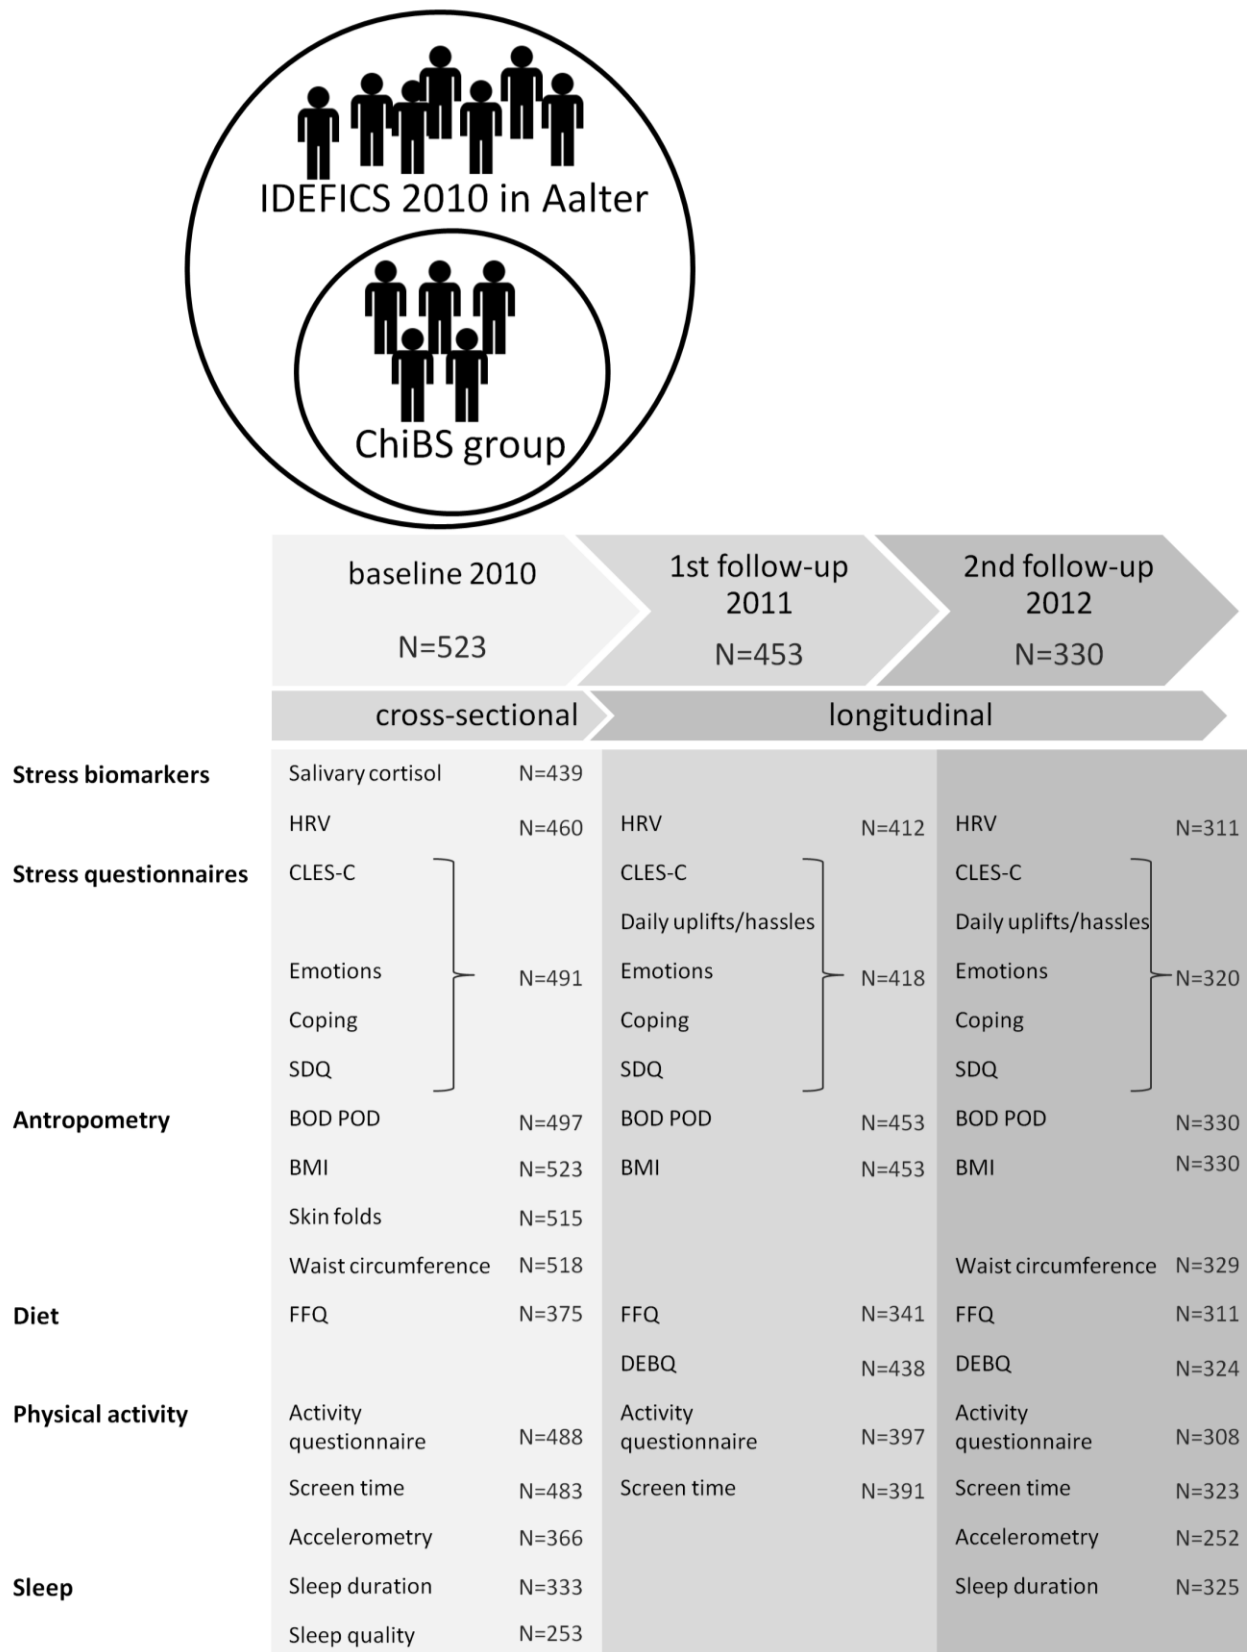 IDEFICS 2010 in Aalter
ChiBS group
baseline 2010
N=523
1st follow-up
2011
N=453
2nd follow-up
2012
N=330
cross-sectional
longitudinal
Stress biomarkers
Salivary cortisol N=439
HRV N=460 HRV N=412 HRV N=311
Stress questionnaires
CLES-C CLES-C CLES-C
Daily uplifts/hassles Daily uplifts/hassles
Emotions N=491 Emotions N=418 Emotions N=320
Coping Coping Coping
SDQ SDQ SDQ
Antropometry
BOD POD N=497 BOD POD N=453 BOD POD N=330
BMI N=523 BMI N=453 BMI N=330
Skin folds N=515
Waist circumference N=518 Waist circumference N=329
Diet
FFQ N=375 FFQ N=341 FFQ N=311
DEBQ N=438 DEBQ N=324
Physical activity
Activity Activity Activity
questionnaire N=488 questionnaire N=397 questionnaire N=308
Screen time N=483 Screen time N=391 Screen time N=323
Accelerometry N=366 Accelerometry N=252
Sleep
Sleep duration N=333 Sleep duration N=325
Sleep quality N=253